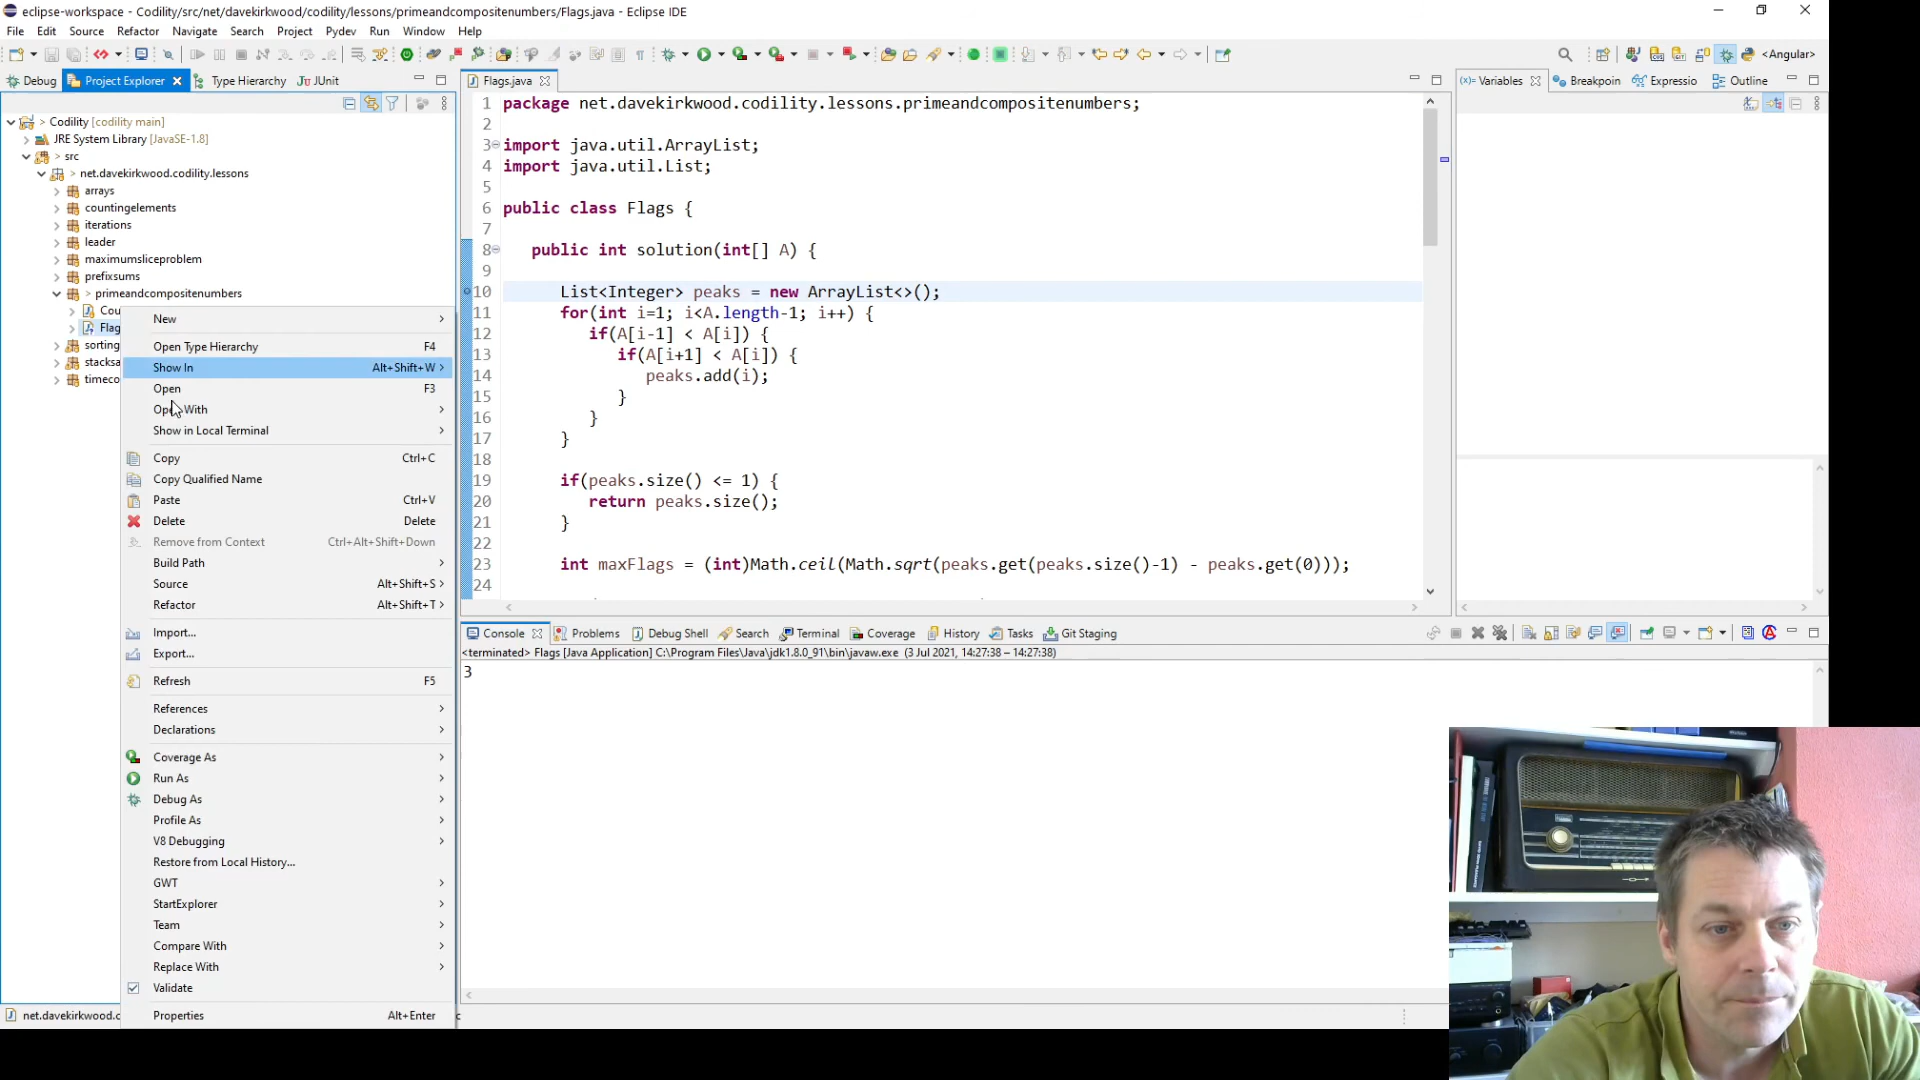 eclipse-workspace - Codility/src/net/davekirkwood/codility/lessons/primeandcompositenumbers/Flags.java - Eclipse IDE
File Edit Source Refactor Navigate Search Project Pydev Run Window Help
<Angular>
Debug Project Explorer Type Hierarchy JUnit
Codility [codility main]
JRE System Library [JavaSE-1.8]
src
net.davekirkwood.codility.lessons
arrays
countingelements
iterations
leader
maximumsliceproblem
prefixsums
primeandcompositenumbers
Cou
Flag
sorting
stacksa
timeco
New
Open Type Hierarchy F4
Show In Alt+Shift+W
Open F3
Open With
Show in Local Terminal
Copy Ctrl+C
Copy Qualified Name
Paste Ctrl+V
Delete Delete
Remove from Context Ctrl+Alt+Shift+Down
Build Path
Source Alt+Shift+S
Refactor Alt+Shift+T
Import...
Export...
Refresh F5
References
Declarations
Coverage As
Run As
Debug As
Profile As
V8 Debugging
Restore from Local History...
GWT
StartExplorer
Team
Compare With
Replace With
Validate
Properties Alt+Enter
net.davekirkwood.c
Flags.java
1 package net.davekirkwood.codility.lessons.primeandcompositenumbers;
2
3 import java.util.ArrayList;
4 import java.util.List;
5
6 public class Flags {
7
8 public int solution(int[] A) {
9
10 List<Integer> peaks = new ArrayList<>();
11 for(int i=1; i<A.length-1; i++) {
12 if(A[i-1] < A[i]) {
13 if(A[i+1] < A[i]) {
14 peaks.add(i);
15 }
16 }
17 }
18
19 if(peaks.size() <= 1) {
20 return peaks.size();
21 }
22
23 int maxFlags = (int)Math.ceil(Math.sqrt(peaks.get(peaks.size()-1) - peaks.get(0)));
24
Variables Breakpoin Expressio Outline
Console Problems Debug Shell Search Terminal Coverage History Tasks Git Staging
<terminated> Flags [Java Application] C:\Program Files\Java\jdk1.8.0_91\bin\javaw.exe (3 Jul 2021, 14:27:38 – 14:27:38)
3